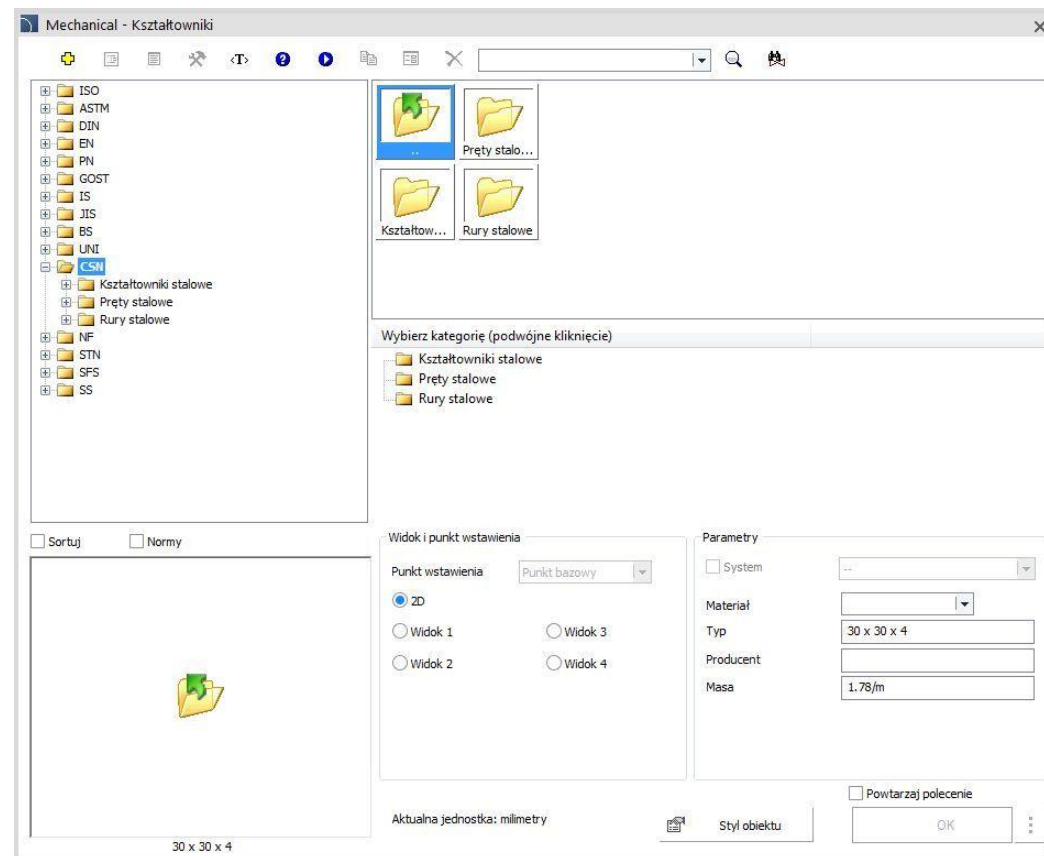 Mechanical - Kształtowniki
<T>
ISO
ASTM
DIN
EN
PN
GOST
IS
JIS
BS
UNI
CSN
Kształtowniki stalowe
Pręty stalowe
Rury stalowe
NF
STN
SFS
SS
..
Pręty stalo...
Kształtow...
Rury stalowe
Wybierz kategorię (podwójne kliknięcie)
Kształtowniki stalowe
Pręty stalowe
Rury stalowe
Sortuj
Normy
30 x 30 x 4
Widok i punkt wstawienia
Punkt wstawienia Punkt bazowy
2D
Widok 1 Widok 3
Widok 2 Widok 4
Parametry
System --
Materiał
Typ 30 x 30 x 4
Producent
Masa 1.78/m
Powtarzaj polecenie
Aktualna jednostka: milimetry
Styl obiektu
OK